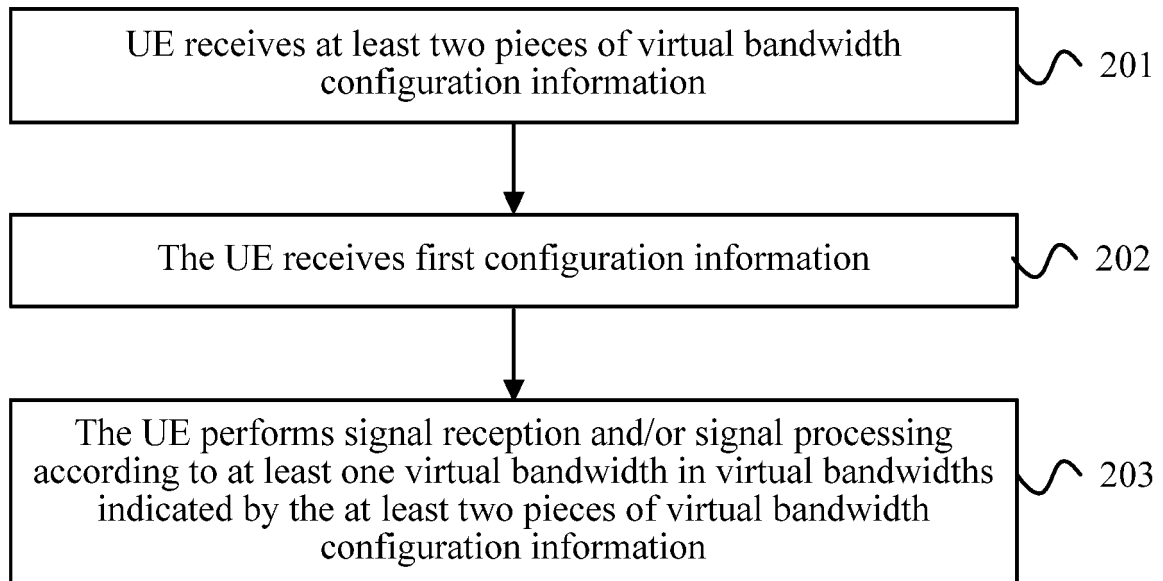 UE receives at least two pieces of virtual bandwidth
configuration information
201
The UE receives first configuration information
202
The UE performs signal reception and/or signal processing
according to at least one virtual bandwidth in virtual bandwidths
indicated by the at least two pieces of virtual bandwidth
configuration information
203